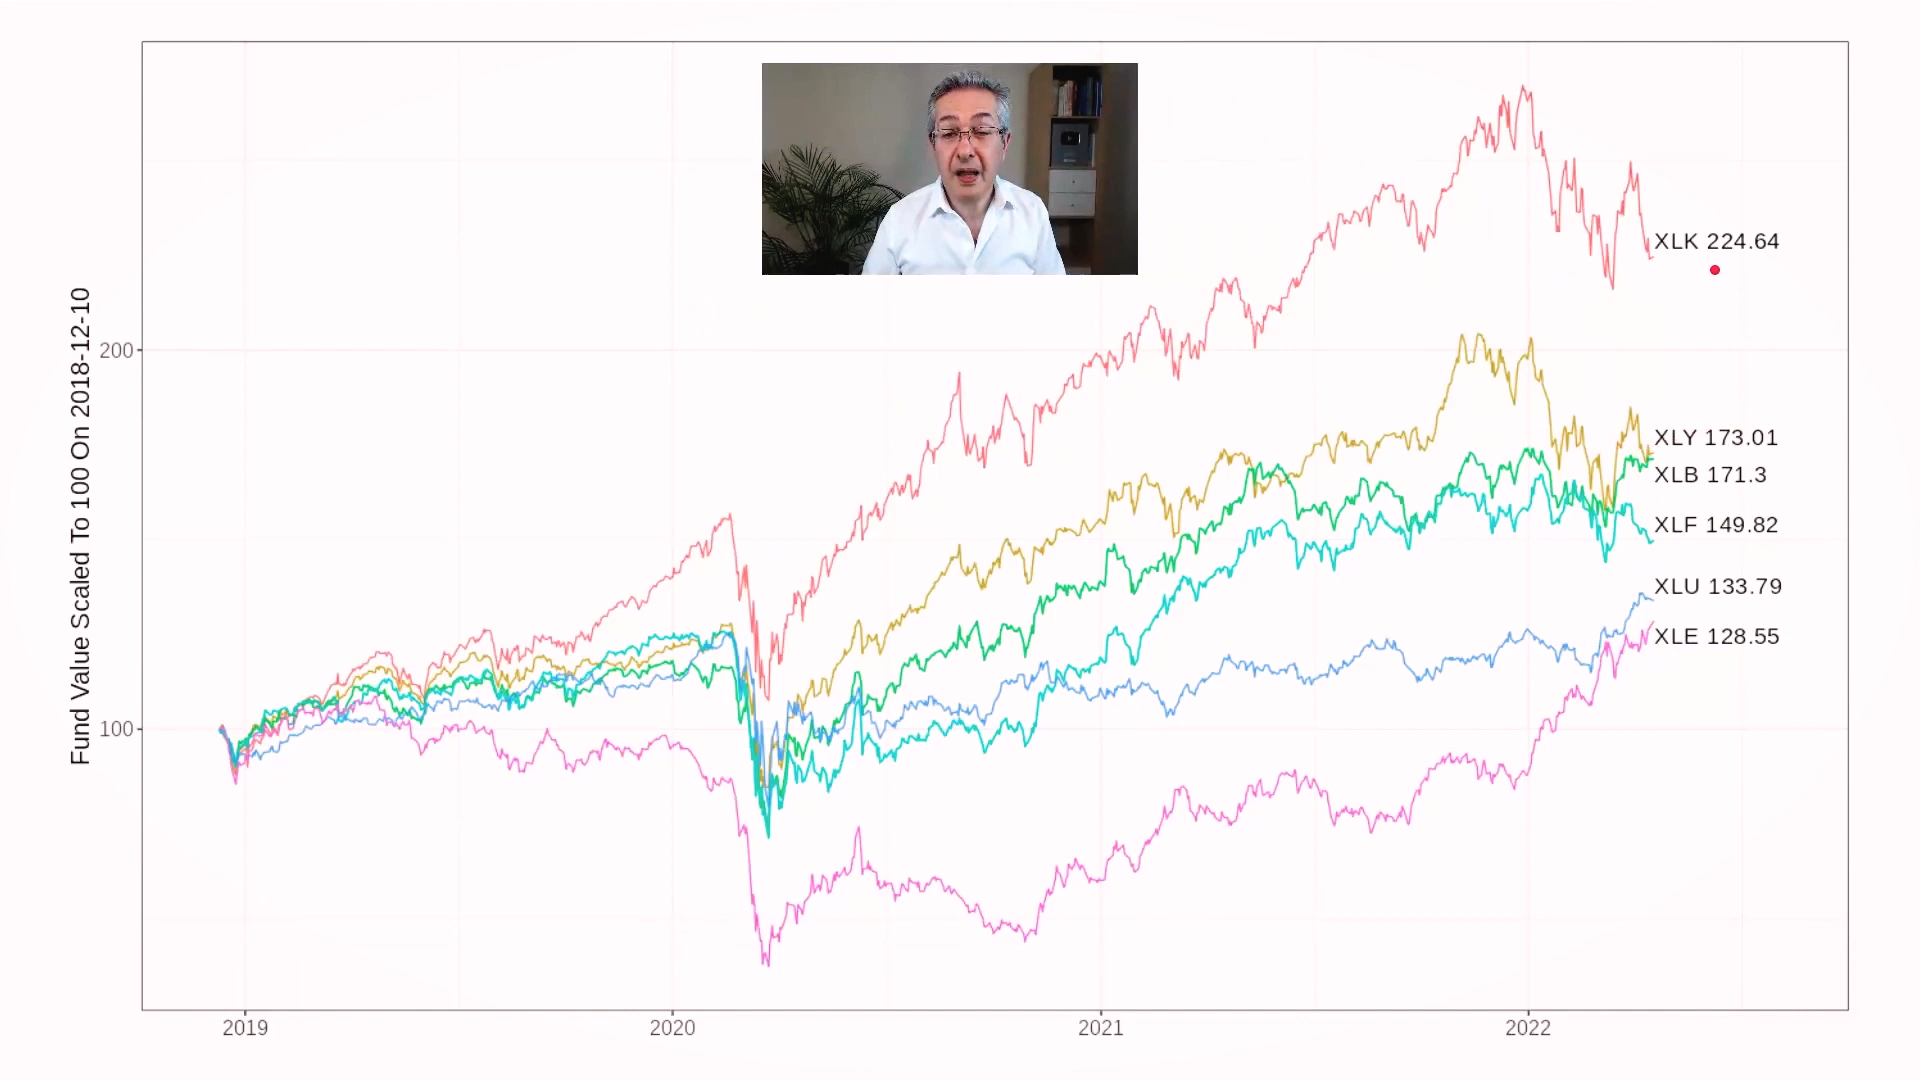 Fund Value Scaled To 100 On 2018-12-10
200
100
2019
2020
2021
2022
XLK 224.64
XLY 173.01
XLB 171.3
XLF 149.82
XLU 133.79
XLE 128.55